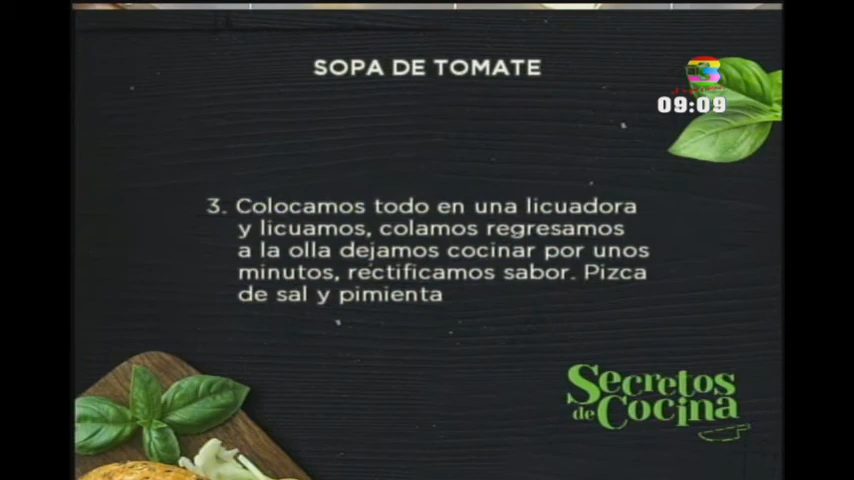 SOPA DE TOMATE
09:09
3. Colocamos todo en una licuadora
y licuamos, colamos regresamos
a la olla dejamos cocinar por unos
minutos, rectificamos sabor. Pizca
de sal y pimienta
Secretos
de Cocina